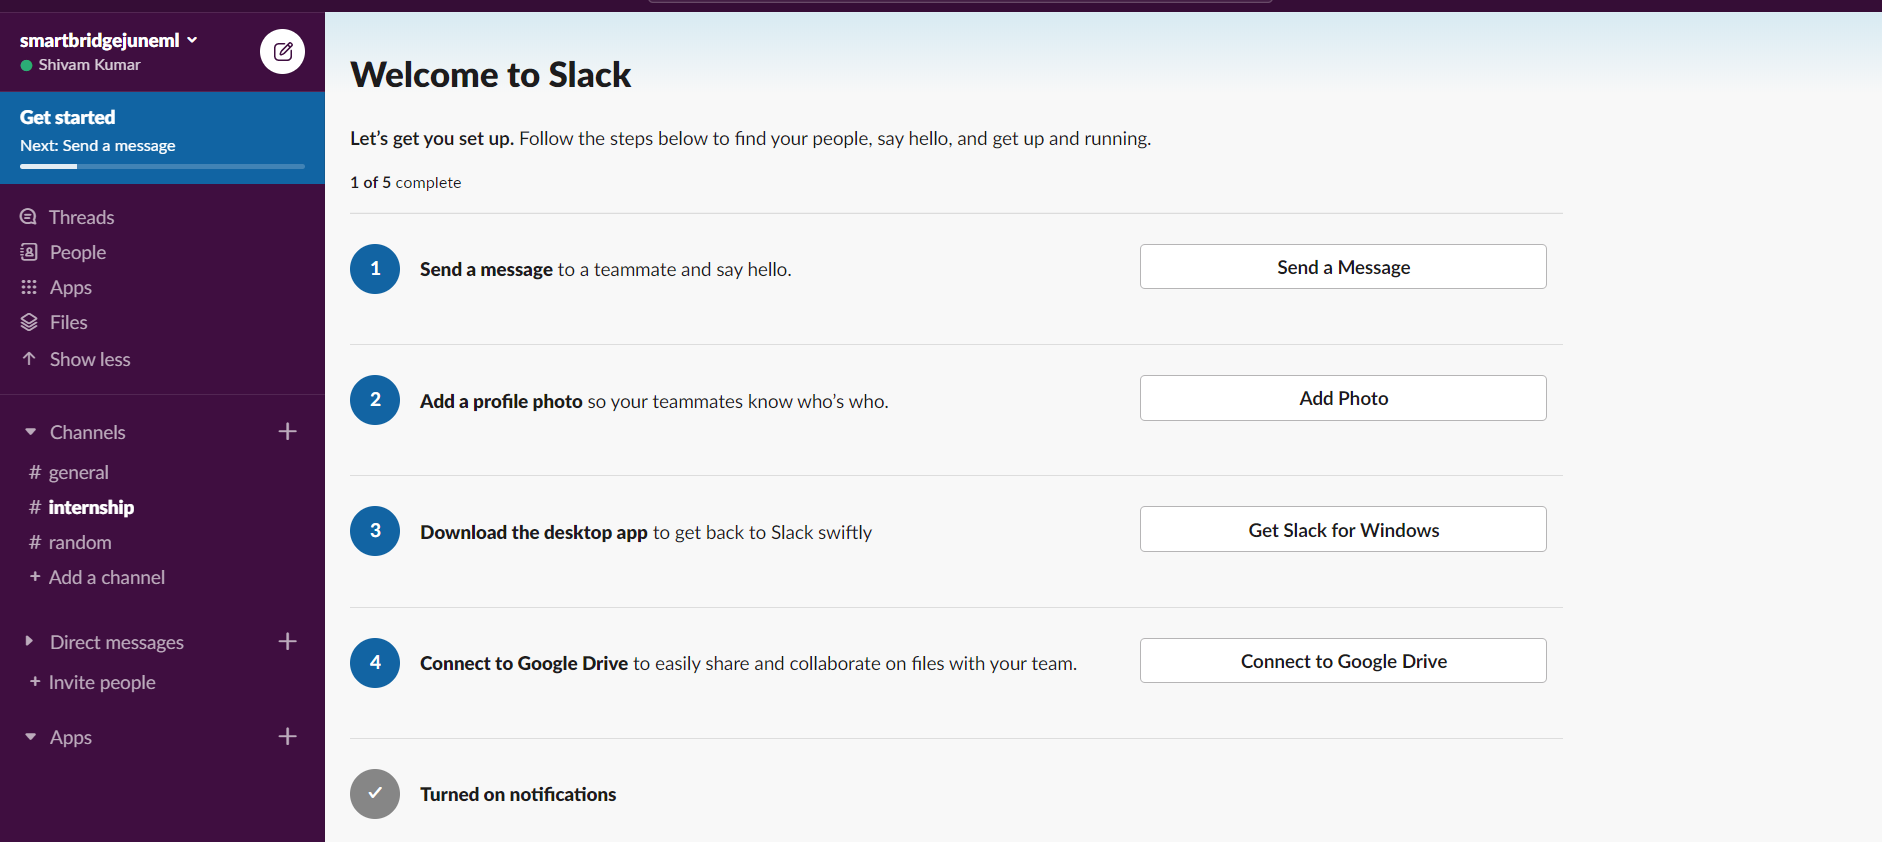 smartbridgejuneml
Shivam Kumar
Get started
Next: Send a message
Threads
People
Apps
Files
Show less
Channels
# general
# internship
# random
+ Add a channel
Direct messages
+ Invite people
Apps
Welcome to Slack
Let’s get you set up. Follow the steps below to find your people, say hello, and get up and running.
1 of 5 complete
1 Send a message to a teammate and say hello. Send a Message
2 Add a profile photo so your teammates know who’s who. Add Photo
3 Download the desktop app to get back to Slack swiftly Get Slack for Windows
4 Connect to Google Drive to easily share and collaborate on files with your team. Connect to Google Drive
Turned on notifications